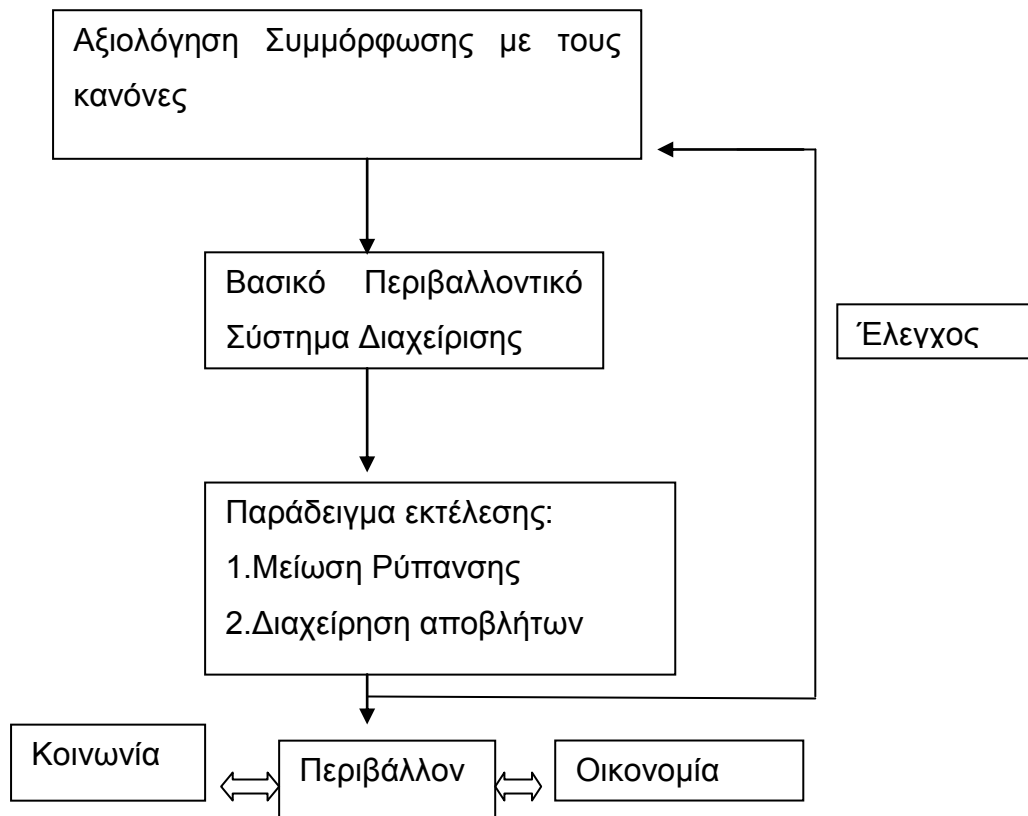 Αξιολόγηση Συμμόρφωσης με τους
κανόνες
Βασικό Περιβαλλοντικό
Σύστημα Διαχείρισης
Έλεγχος
Παράδειγμα εκτέλεσης:
1.Μείωση Ρύπανσης
2.Διαχείρηση αποβλήτων
Κοινωνία
Περιβάλλον
Οικονομία